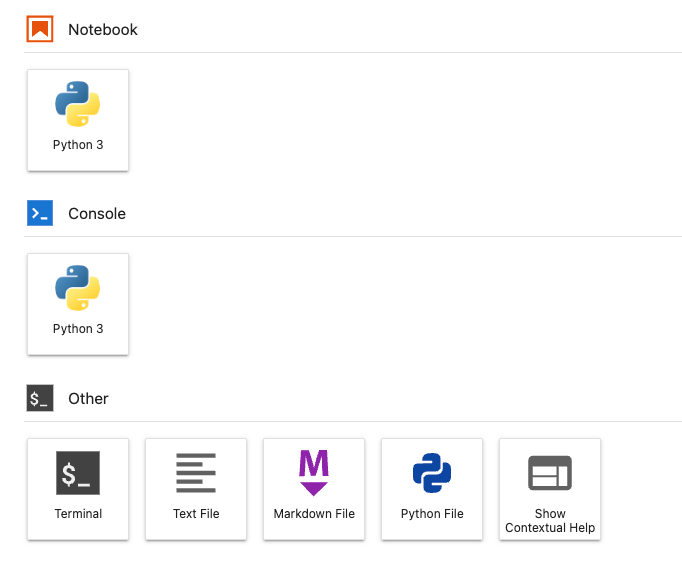 Notebook
Python 3
Console
>_
Python 3
$_
Other
$_
M
Terminal
Text File
Markdown File
Python File
Show
Contextual Help